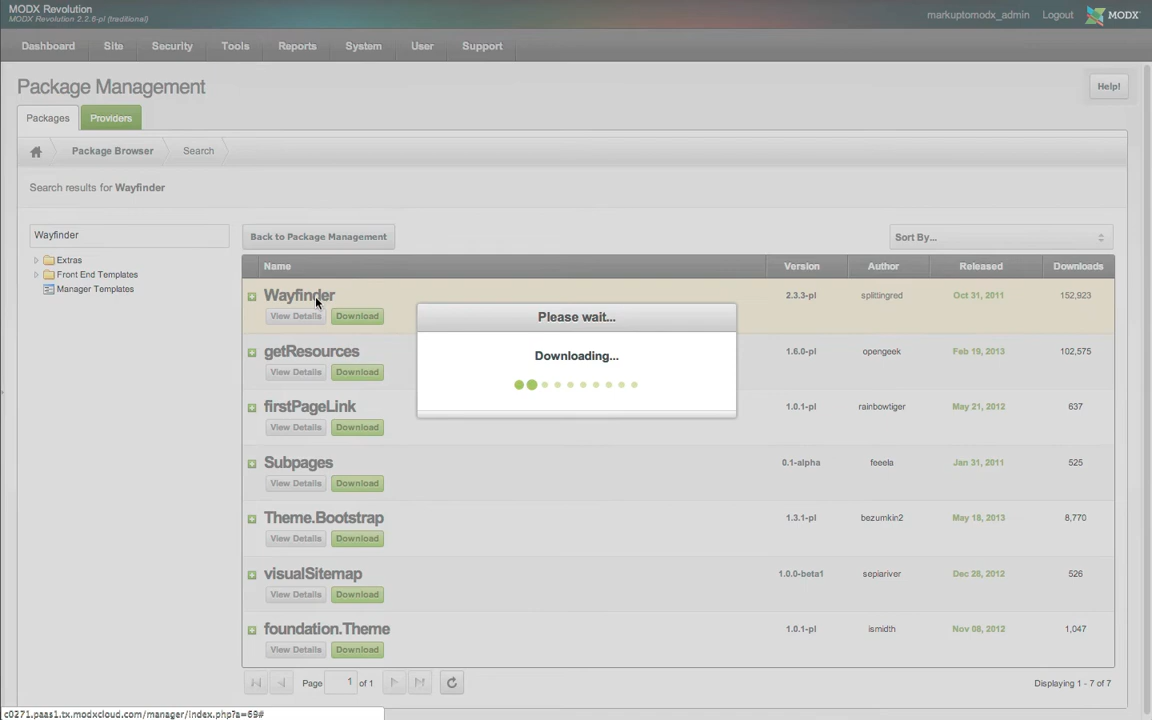 MODX Revolution
MODX Revolution 2.2.6-pl (traditional)
markuptomodx_admin Logout MODX
Dashboard Site Security Tools Reports System User Support
Package Management
Help!
Packages Providers
Package Browser Search
Search results for Wayfinder
Wayfinder
Back to Package Management
Sort By...
Extras
Front End Templates
Manager Templates
Name Version Author Released Downloads
Wayfinder 2.3.3-pl splittingred Oct 31, 2011 152,923
View Details Download
getResources 1.6.0-pl opengeek Feb 19, 2013 102,575
View Details Download
firstPageLink 1.0.1-pl rainbowtiger May 21, 2012 637
View Details Download
Subpages 0.1-alpha feeela Jan 31, 2011 525
View Details Download
Theme.Bootstrap 1.3.1-pl bezumkin2 May 18, 2013 8,770
View Details Download
visualSitemap 1.0.0-beta1 sepiariver Dec 28, 2012 526
View Details Download
foundation.Theme 1.0.1-pl ismidth Nov 08, 2012 1,047
View Details Download
Please wait...
Downloading...
Page 1 of 1
Displaying 1 - 7 of 7
c0271.paas1.tx.modxcloud.com/manager/index.php?a=69#